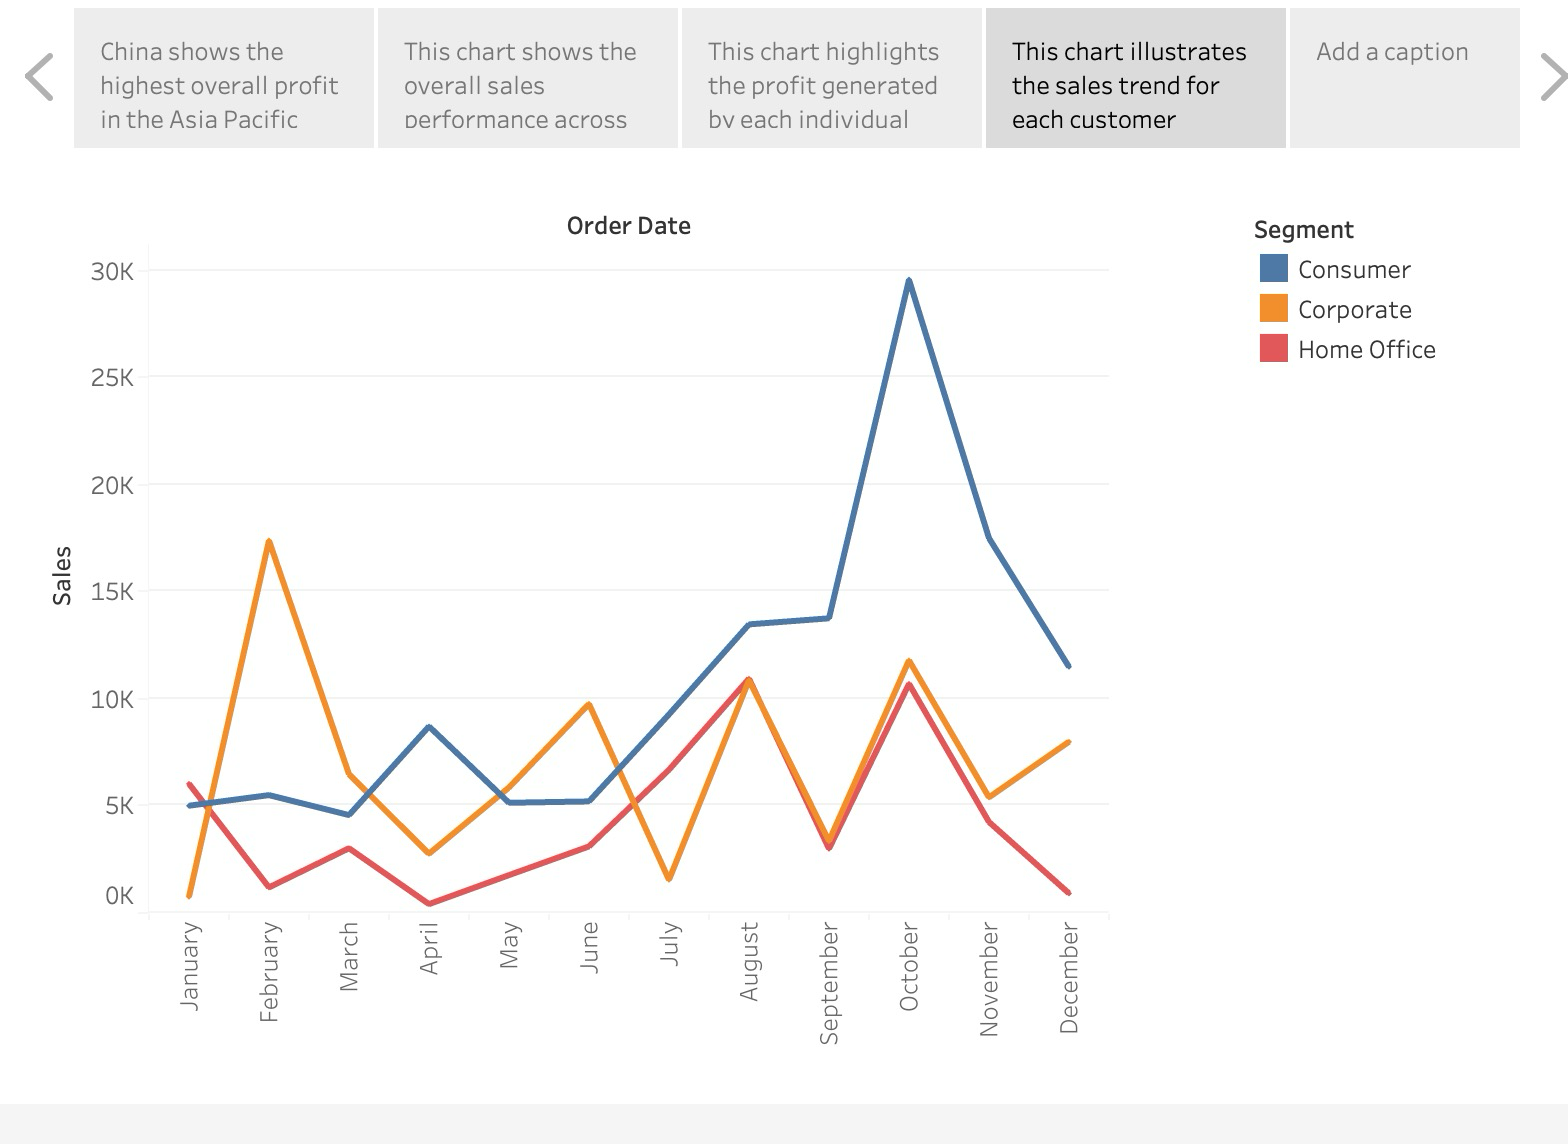 China shows the
highest overall profit
in the Asia Pacific
This chart shows the
overall sales
performance across
This chart highlights
the profit generated
by each individual
This chart illustrates
the sales trend for
each customer
Add a caption
Order Date
Segment
Consumer
Corporate
Home Office
Sales
30K
25K
20K
15K
10K
5K
0K
January
February
March
April
May
June
July
August
September
October
November
December